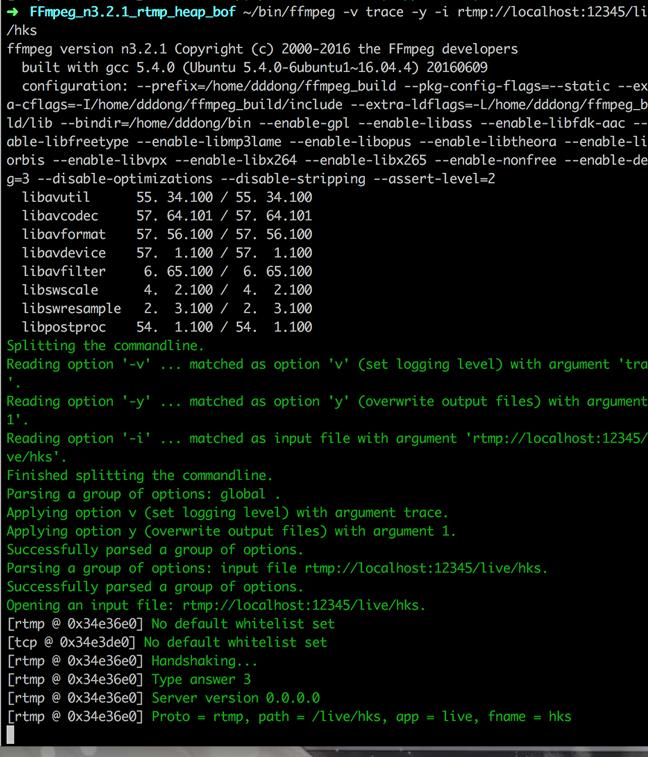 ➜ FFmpeg_n3.2.1_rtmp_heap_bof ~/bin/ffmpeg -v trace -y -i rtmp://localhost:12345/li
/hks
ffmpeg version n3.2.1 Copyright (c) 2000-2016 the FFmpeg developers
built with gcc 5.4.0 (Ubuntu 5.4.0-6ubuntu1~16.04.4) 20160609
configuration: --prefix=/home/dddong/ffmpeg_build --pkg-config-flags=--static --ex
a-cflags=-I/home/dddong/ffmpeg_build/include --extra-ldflags=-L/home/dddong/ffmpeg_b
ld/lib --bindir=/home/dddong/bin --enable-gpl --enable-libass --enable-libfdk-aac --
able-libfreetype --enable-libmp3lame --enable-libopus --enable-libtheora --enable-li
orbis --enable-libvpx --enable-libx264 --enable-libx265 --enable-nonfree --enable-de
g=3 --disable-optimizations --disable-stripping --assert-level=2
libavutil 55. 34.100 / 55. 34.100
libavcodec 57. 64.101 / 57. 64.101
libavformat 57. 56.100 / 57. 56.100
libavdevice 57. 1.100 / 57. 1.100
libavfilter 6. 65.100 / 6. 65.100
libswscale 4. 2.100 / 4. 2.100
libswresample 2. 3.100 / 2. 3.100
libpostproc 54. 1.100 / 54. 1.100
Splitting the commandline.
Reading option '-v' ... matched as option 'v' (set logging level) with argument 'tra
'.
Reading option '-y' ... matched as option 'y' (overwrite output files) with argument
1'.
Reading option '-i' ... matched as input file with argument 'rtmp://localhost:12345/
ve/hks'.
Finished splitting the commandline.
Parsing a group of options: global .
Applying option v (set logging level) with argument trace.
Applying option y (overwrite output files) with argument 1.
Successfully parsed a group of options.
Parsing a group of options: input file rtmp://localhost:12345/live/hks.
Successfully parsed a group of options.
Opening an input file: rtmp://localhost:12345/live/hks.
[rtmp @ 0x34e36e0] No default whitelist set
[tcp @ 0x34e3de0] No default whitelist set
[rtmp @ 0x34e36e0] Handshaking...
[rtmp @ 0x34e36e0] Type answer 3
[rtmp @ 0x34e36e0] Server version 0.0.0.0
[rtmp @ 0x34e36e0] Proto = rtmp, path = /live/hks, app = live, fname = hks